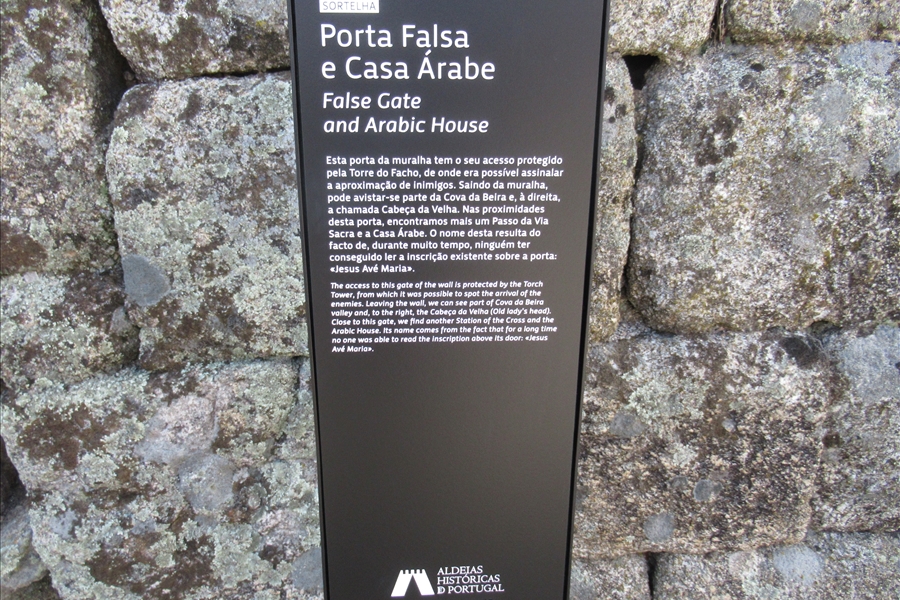 SORTELHA
Porta Falsa
e Casa Árabe
False Gate
and Arabic House
Esta porta da muralha tem o seu acesso protegido
pela Torre do Facho, de onde era possível assinalar
a aproximação de inimigos. Saindo da muralha,
pode avistar-se parte da Cova da Beira e, à direita,
a chamada Cabeça da Velha. Nas proximidades
desta porta, encontramos mais um Passo da Via
Sacra e a Casa Árabe. O nome desta resulta do
facto de, durante muito tempo, ninguém ter
conseguido ler a inscrição existente sobre a porta:
«Jesus Avé Maria».
The access to this gate of the wall is protected by the Torch
Tower, from which it was possible to spot the arrival of the
enemies. Leaving the wall, we can see part of Cova da Beira
valley and, to the right, the Cabeça da Velha (Old lady's head).
Close to this gate, we find another Station of the Cross and the
Arabic House. Its name comes from the fact that for a long time
no one was able to read the inscription above its door: «Jesus
Avé Maria».
ALDEIAS
HISTÓRICAS
D PORTUGAL